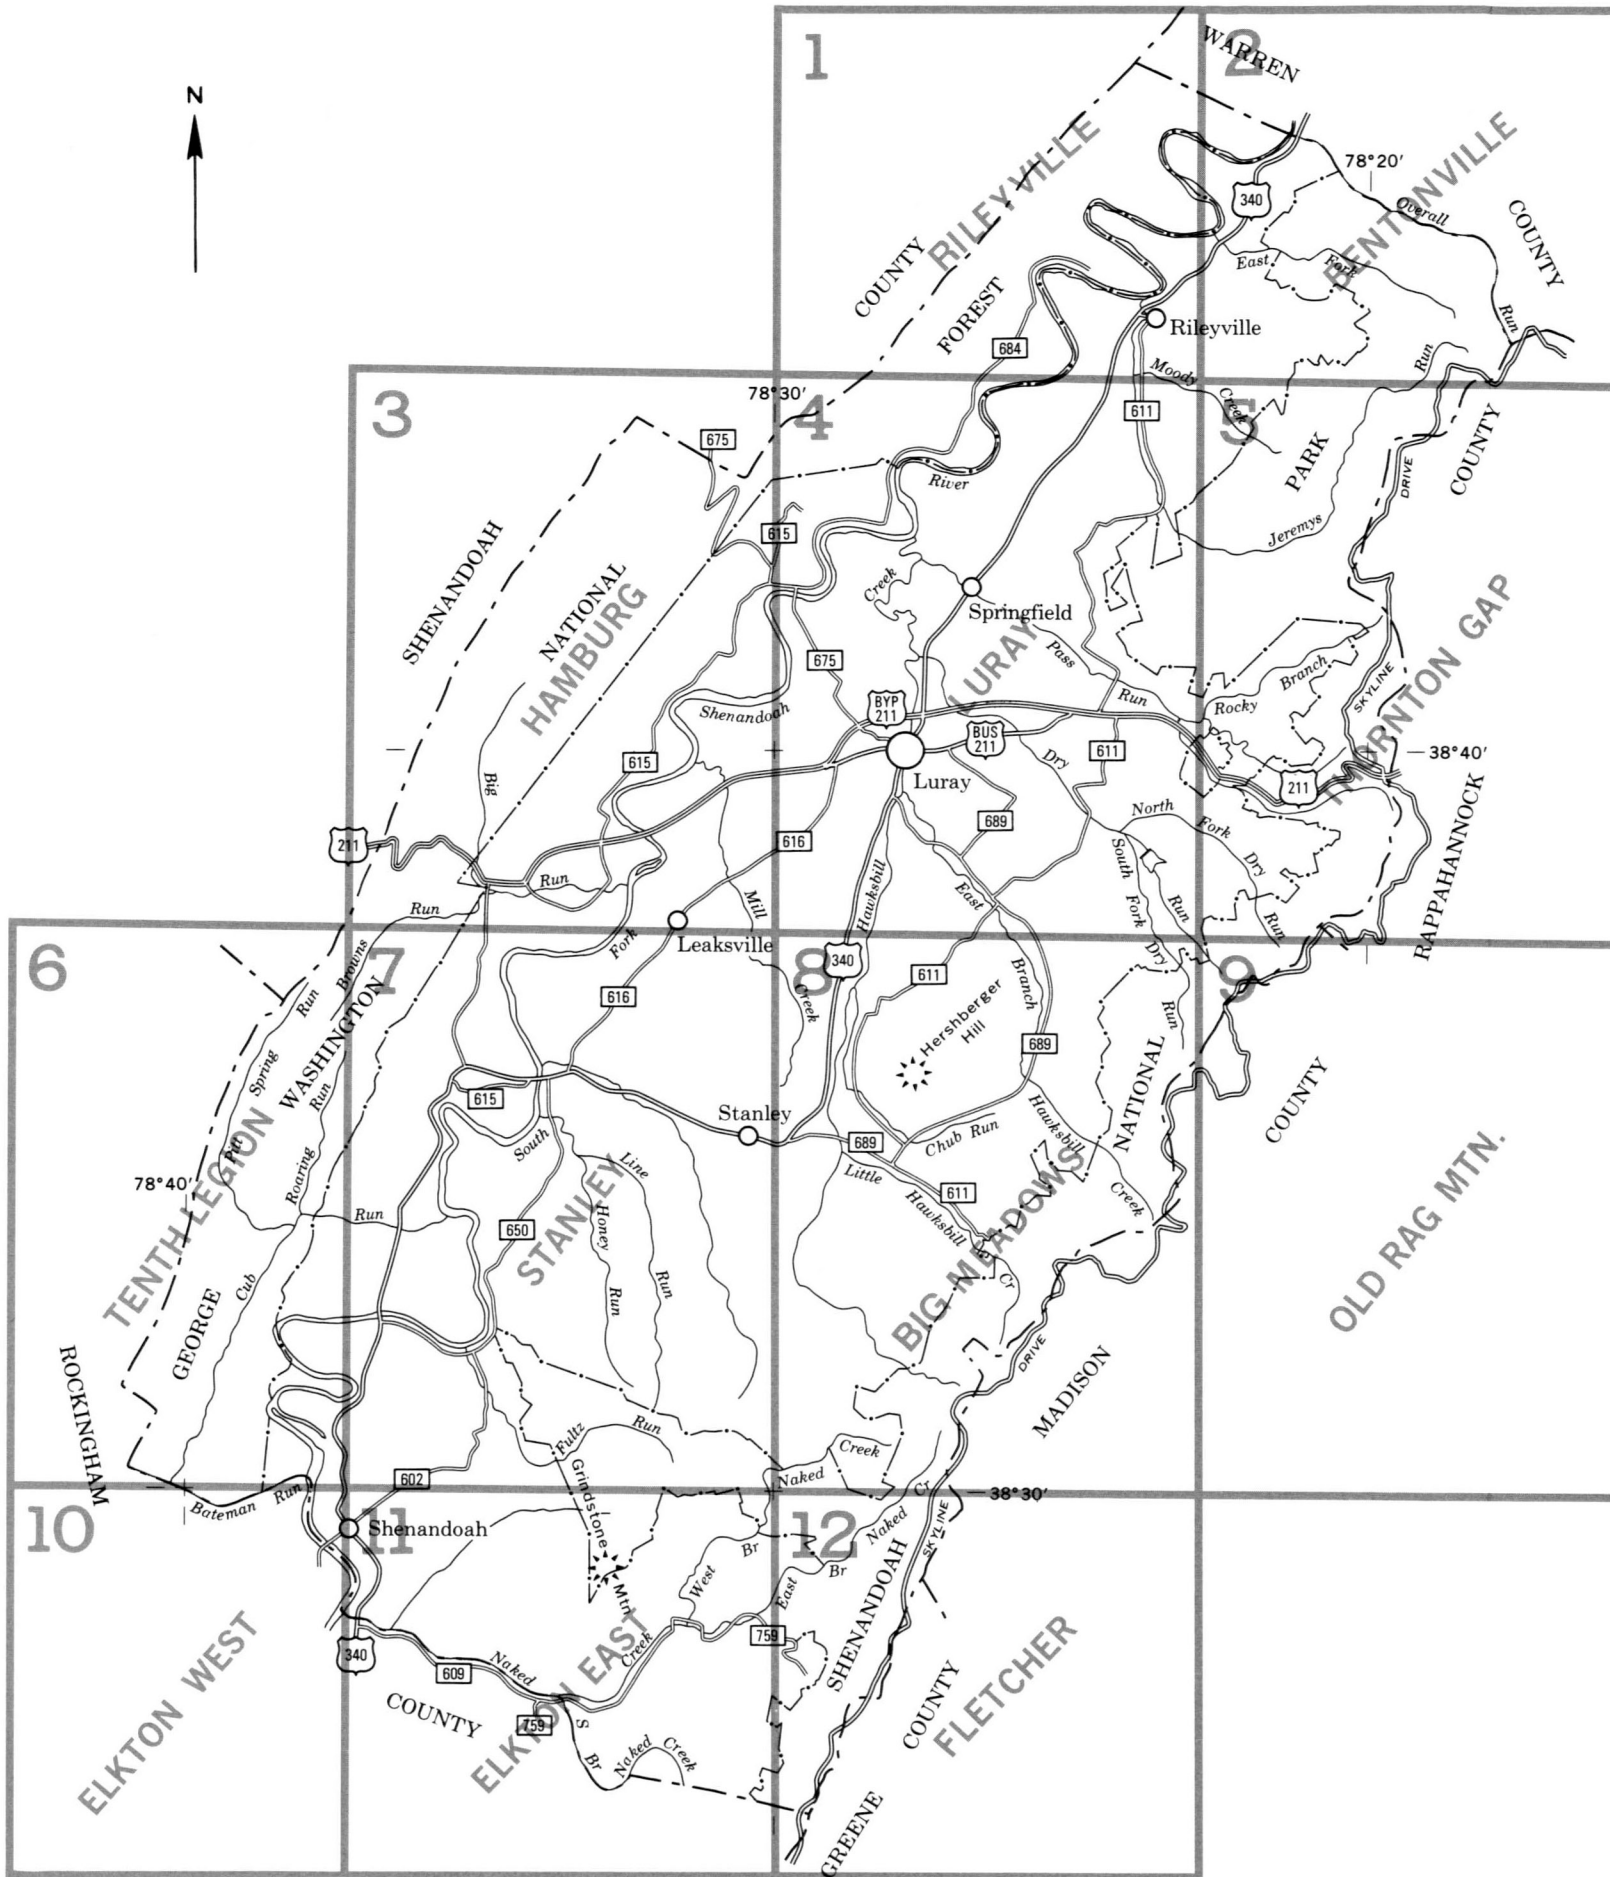 N
1
2
WARREN
RILEYVILLE
78°20'
BENTONVILLE
340
Overall
COUNTY
COUNTY
East
Fork
FOREST
Run
Rileyville
684
3
78°30'
4
Moody
Creek
611
5
Run
PARK
DRIVE
COUNTY
675
River
615
Jeremys
SHENANDOAH
NATIONAL
HAMBURG
Creek
Springfield
LURAY
THORNTON GAP
675
Pass
Run
Branch
Rocky
SKYLINE
Shenandoah
BYP
211
BUS
211
615
Dry
611
38°40'
Big
Luray
211
RAPPAHANNOCK
689
North
Fork
Dry
Run
211
616
Hawksbill
South
Fork
Dry
Run
Run
Run
East
Branch
Mill
Creek
Run
Browns
Leaksville
6
7
Fork
8
340
9
616
611
Hershberger
Hill
Run
Spring
Pitt
WASHINGTON
689
NATIONAL
COUNTY
615
Stanley
TENTH LEGION
Run
Roaring
South
689
Chub Run
Hawksbill
Creek
78°40'
Line
Run
Little
Hawksbill
Cr
611
OLD RAG MTN.
Run
STANLEY
650
Honey
Run
BIG MEADOWS
GEORGE
Cub
DRIVE
MADISON
ROCKINGHAM
Fultz
Run
Creek
Naked
602
Grindstone
Mtn
Naked
Cr
38°30'
Bateman
Run
10
11
Shenandoah
12
Br
West
Br
East
SKYLINE
SHENANDOAH
ELKTON WEST
340
609
Naked
Creek
ELKTON EAST
759
COUNTY
759
S
Br
Naked
Creek
COUNTY
FLETCHER
GREENE